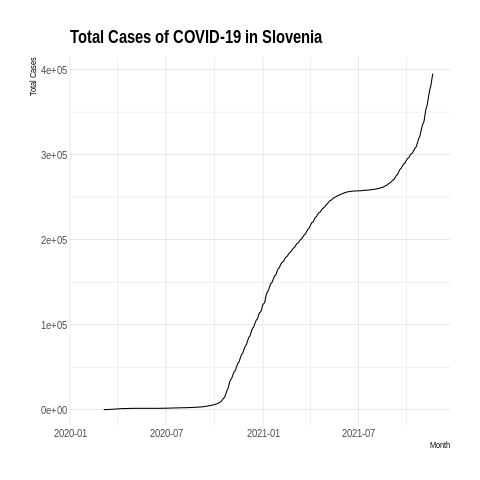 Total Cases of COVID-19 in Slovenia
Total Cases
4e+05
3e+05
2e+05
1e+05
0e+00
2020-01 2020-07 2021-01 2021-07
Month